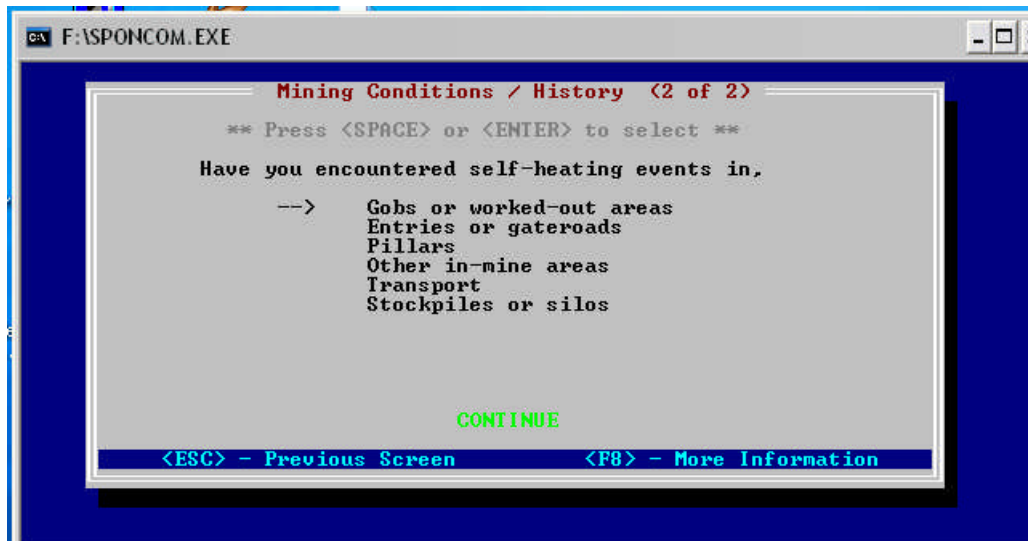 F:\SPONCOM.EXE
Mining Conditions / History (2 of 2)
** Press <SPACE> or <ENTER> to select **
Have you encountered self-heating events in,
--> Gobs or worked-out areas
Entries or gateroads
Pillars
Other in-mine areas
Transport
Stockpiles or silos
CONTINUE
<ESC> - Previous Screen <F8> - More Information